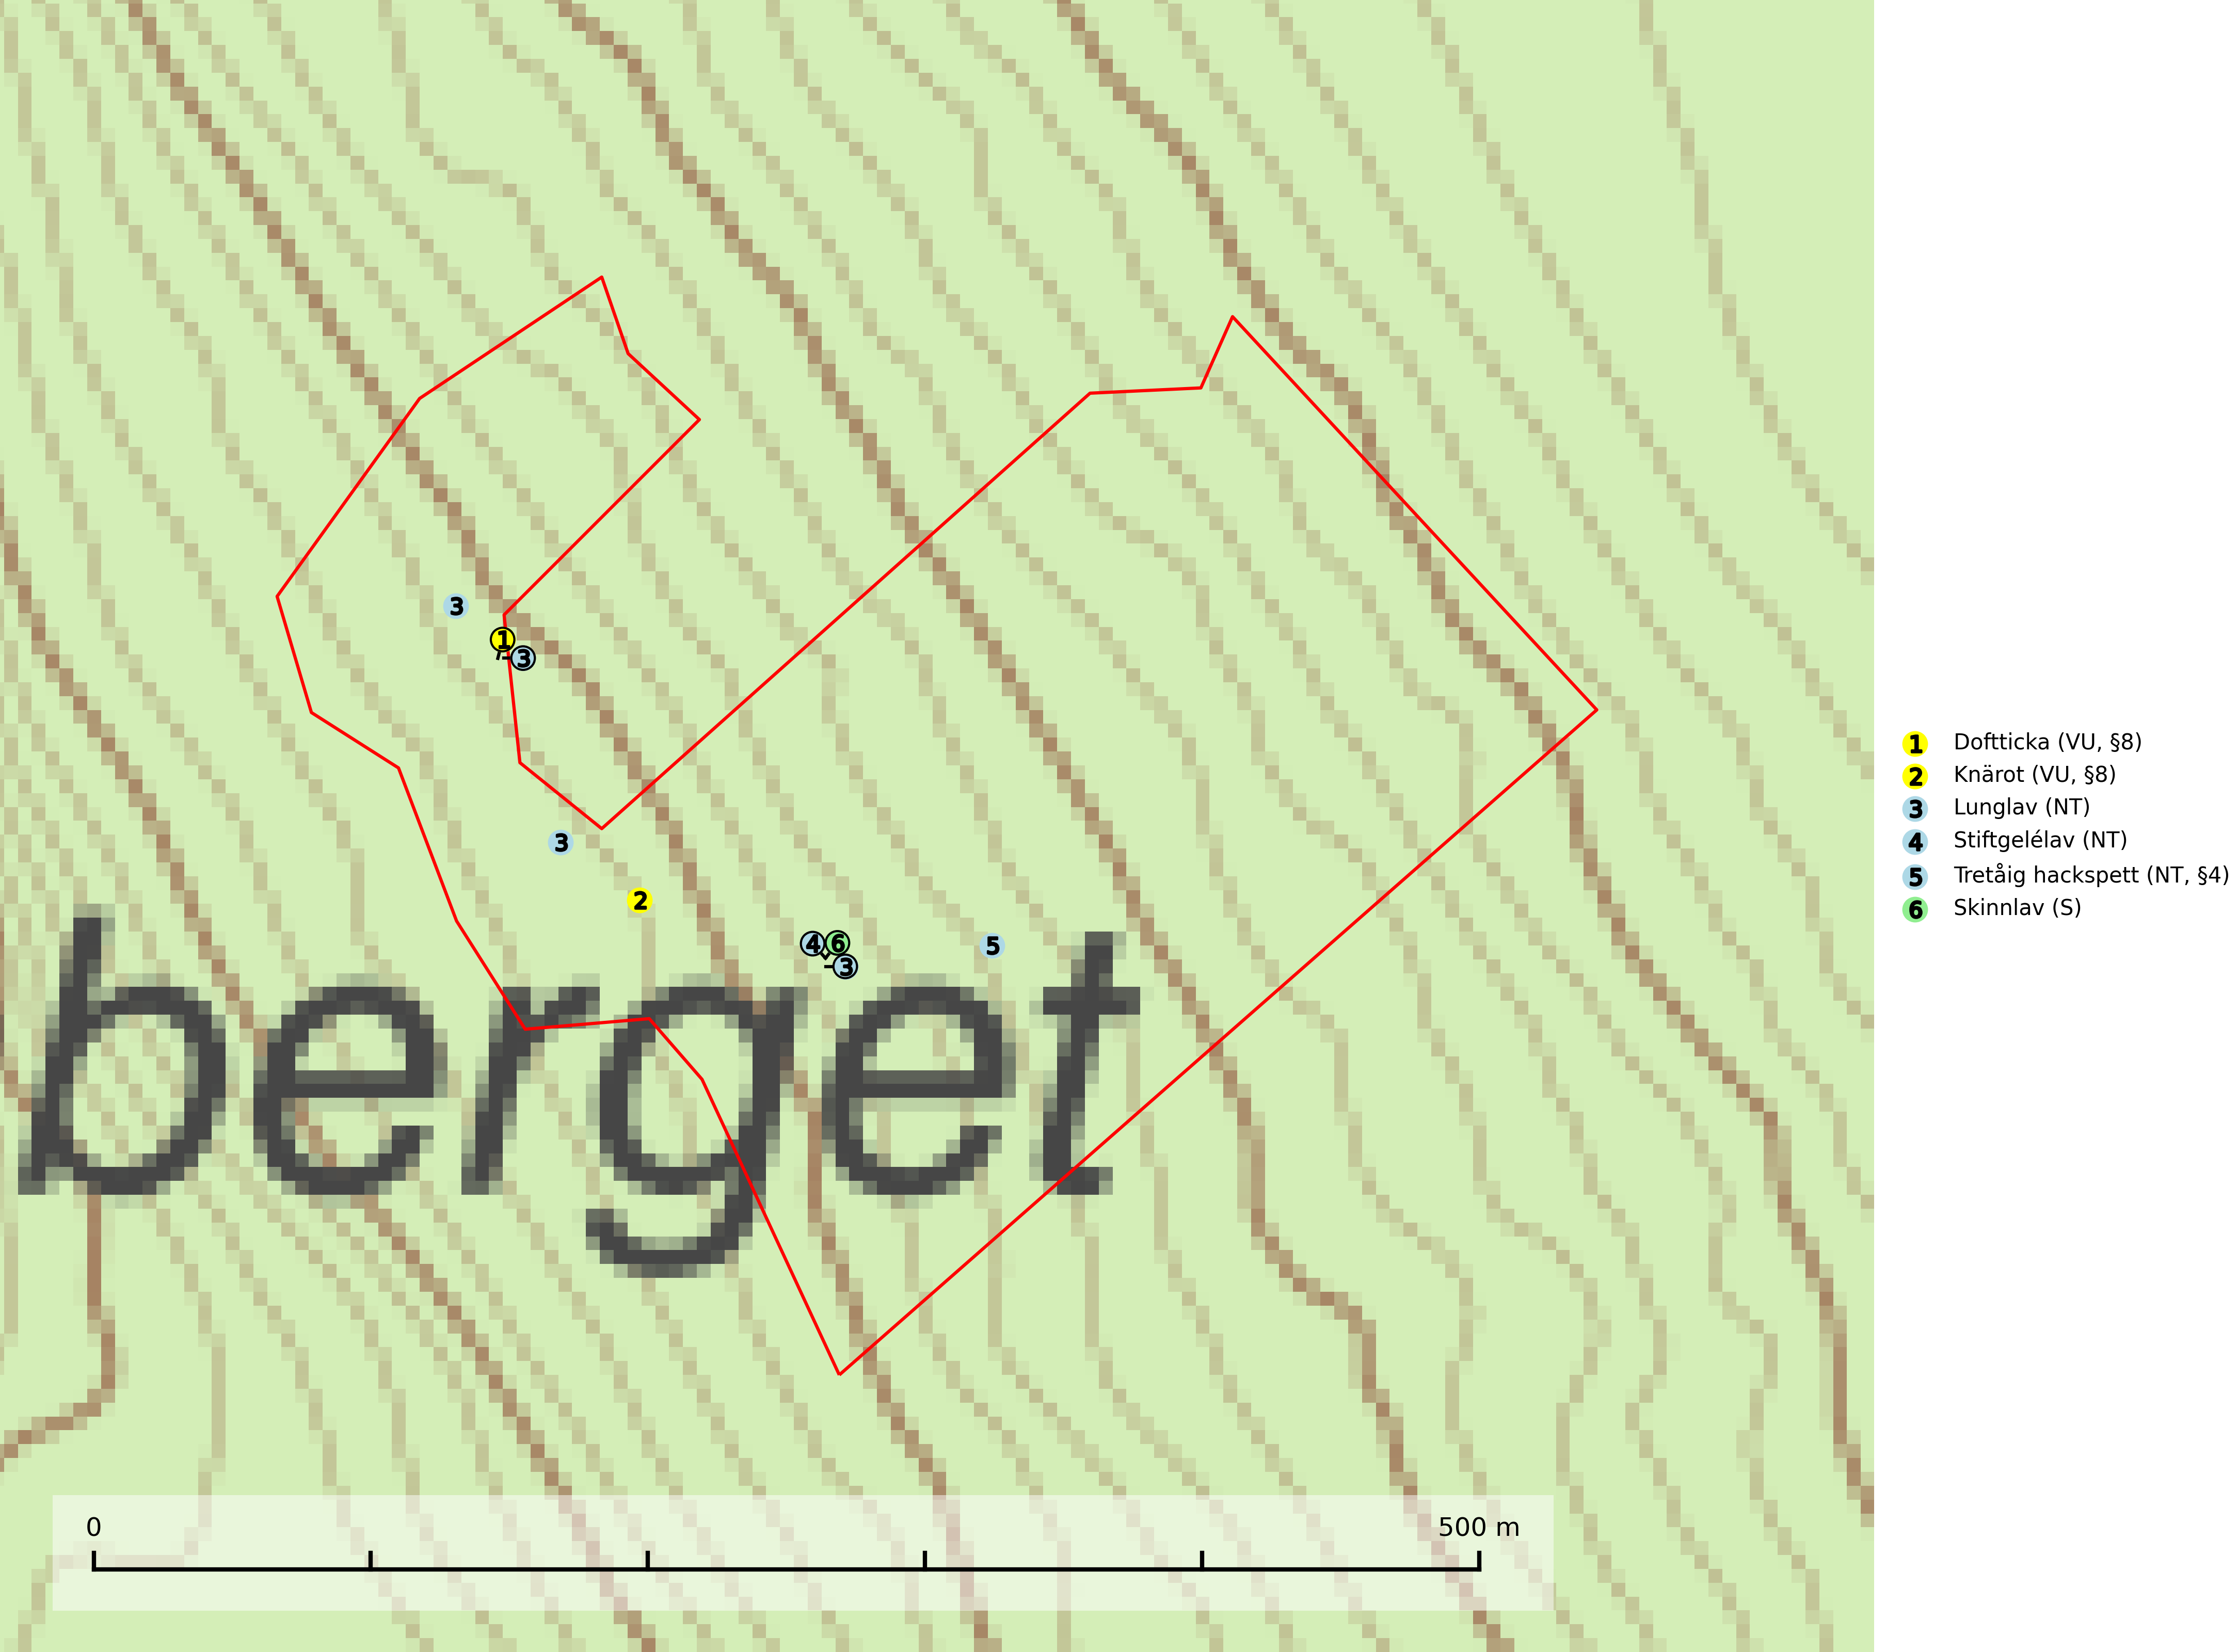 3
1
3
3
2
4 6
5
3
berget
0
500 m
1 Doftticka (VU, §8)
2 Knärot (VU, §8)
3 Lunglav (NT)
4 Stiftgelélav (NT)
5 Tretåig hackspett (NT, §4)
6 Skinnlav (S)